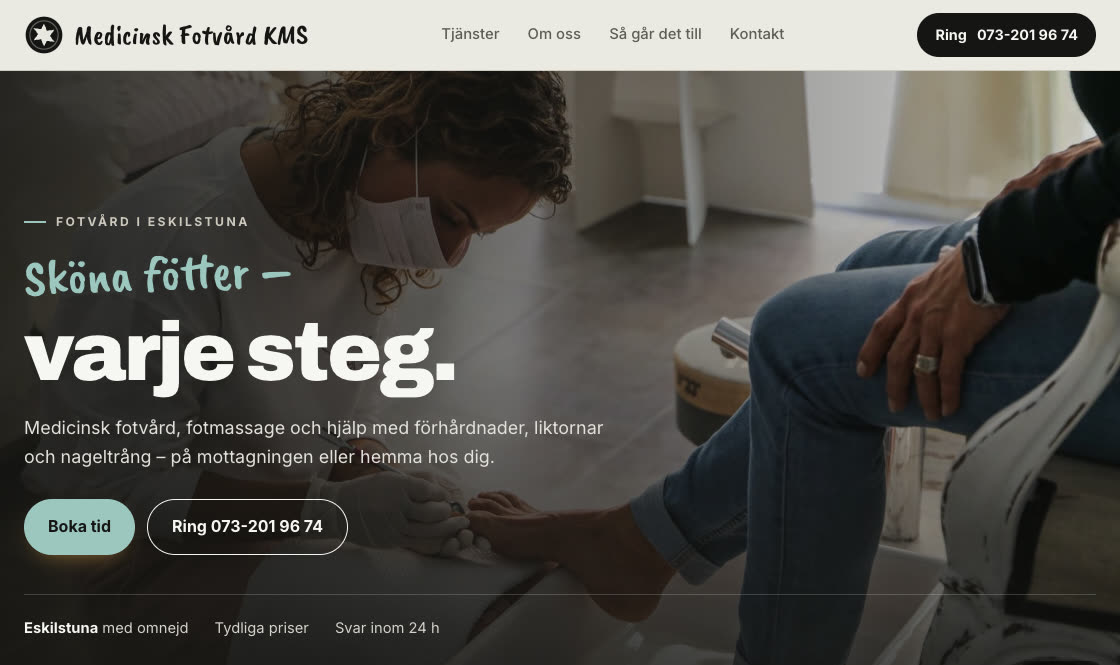 Medicinsk Fotvård KMS
Tjänster Om oss Så går det till Kontakt
Ring 073-201 96 74
FOTVÅRD I ESKILSTUNA
Sköna fötter –
varje steg.
Medicinsk fotvård, fotmassage och hjälp med förhårdnader, liktornar
och nageltrång – på mottagningen eller hemma hos dig.
Boka tid
Ring 073-201 96 74
Eskilstuna med omnejd Tydliga priser Svar inom 24 h